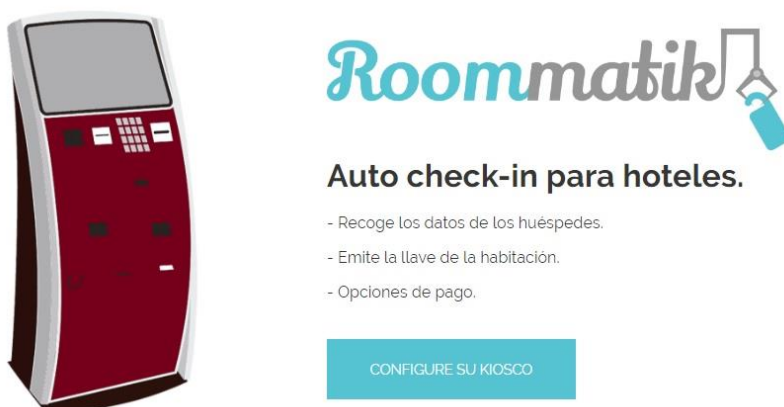 Roommatik
Auto check-in para hoteles.
- Recoge los datos de los huéspedes.
- Emite la llave de la habitación.
- Opciones de pago.
CONFIGURE SU KIOSCO